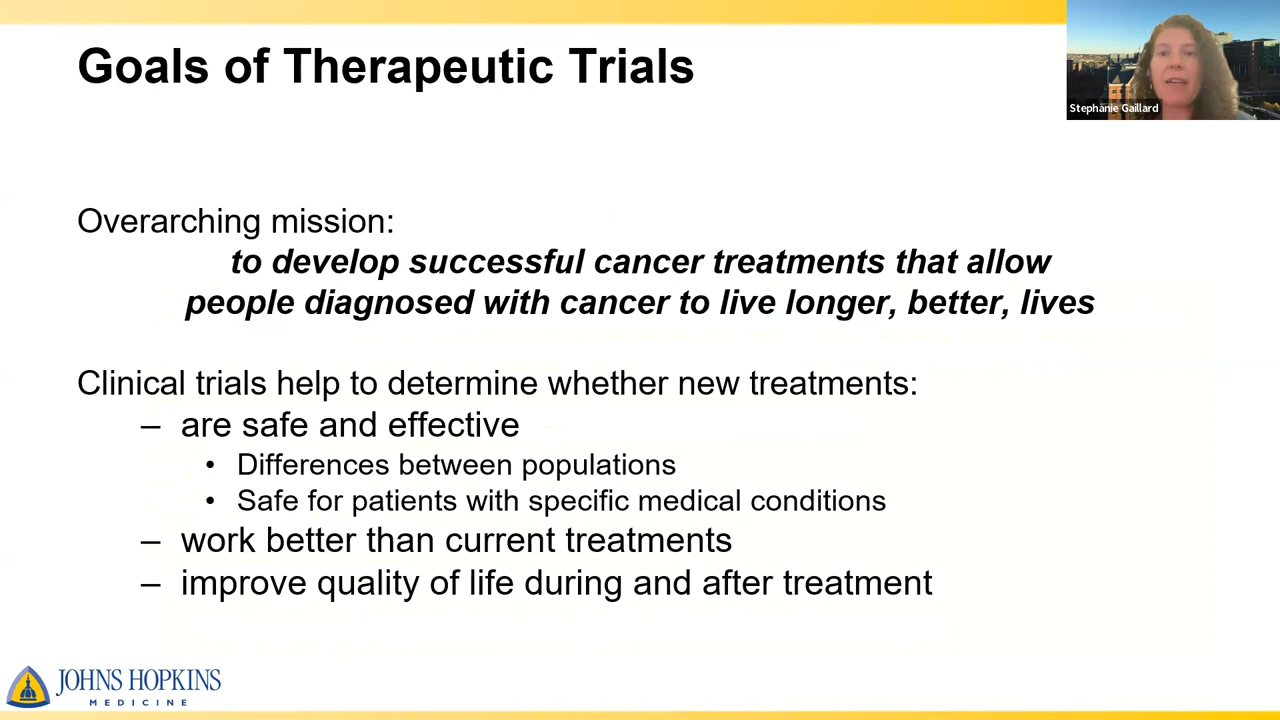 Goals of Therapeutic Trials
Stephanie Gaillard
Overarching mission:
to develop successful cancer treatments that allow
people diagnosed with cancer to live longer, better, lives
Clinical trials help to determine whether new treatments:
– are safe and effective
• Differences between populations
• Safe for patients with specific medical conditions
– work better than current treatments
– improve quality of life during and after treatment
JOHNS HOPKINS
MEDICINE